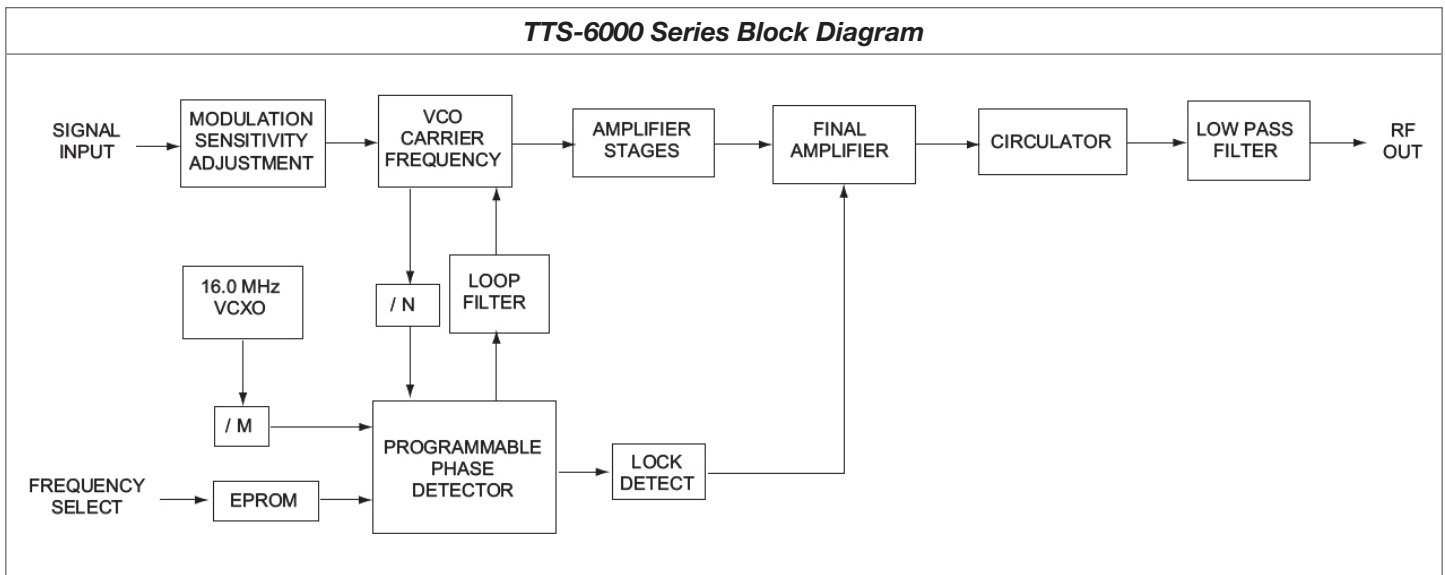 TTS-6000 Series Block Diagram
SIGNAL
INPUT
MODULATION
SENSITIVITY
ADJUSTMENT
VCO
CARRIER
FREQUENCY
AMPLIFIER
STAGES
FINAL
AMPLIFIER
CIRCULATOR
LOW PASS
FILTER
RF
OUT
16.0 MHz
VCXO
/ N
LOOP
FILTER
/ M
PROGRAMMABLE
PHASE
DETECTOR
LOCK
DETECT
FREQUENCY
SELECT
EPROM